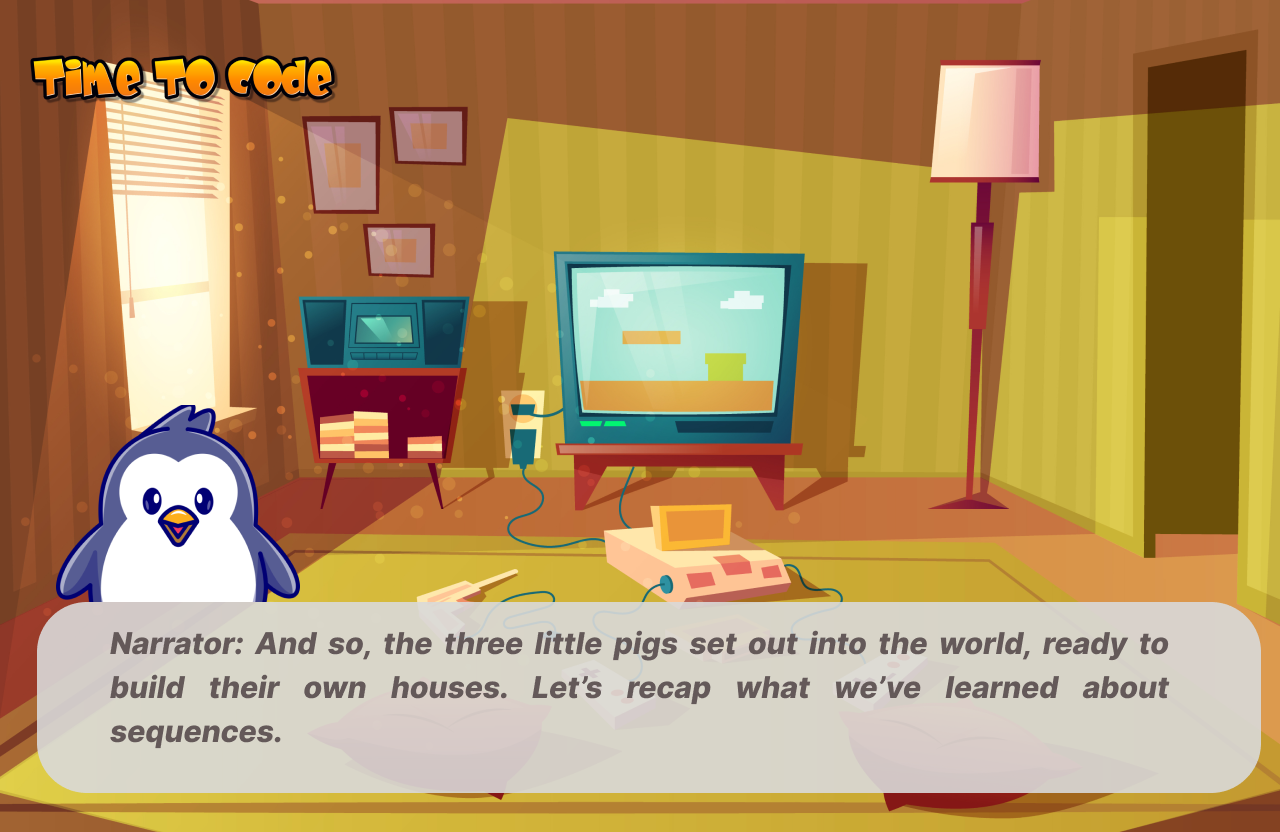 Time To code
Narrator: And so, the three little pigs set out into the world, ready to
build their own houses. Let’s recap what we’ve learned about
sequences.